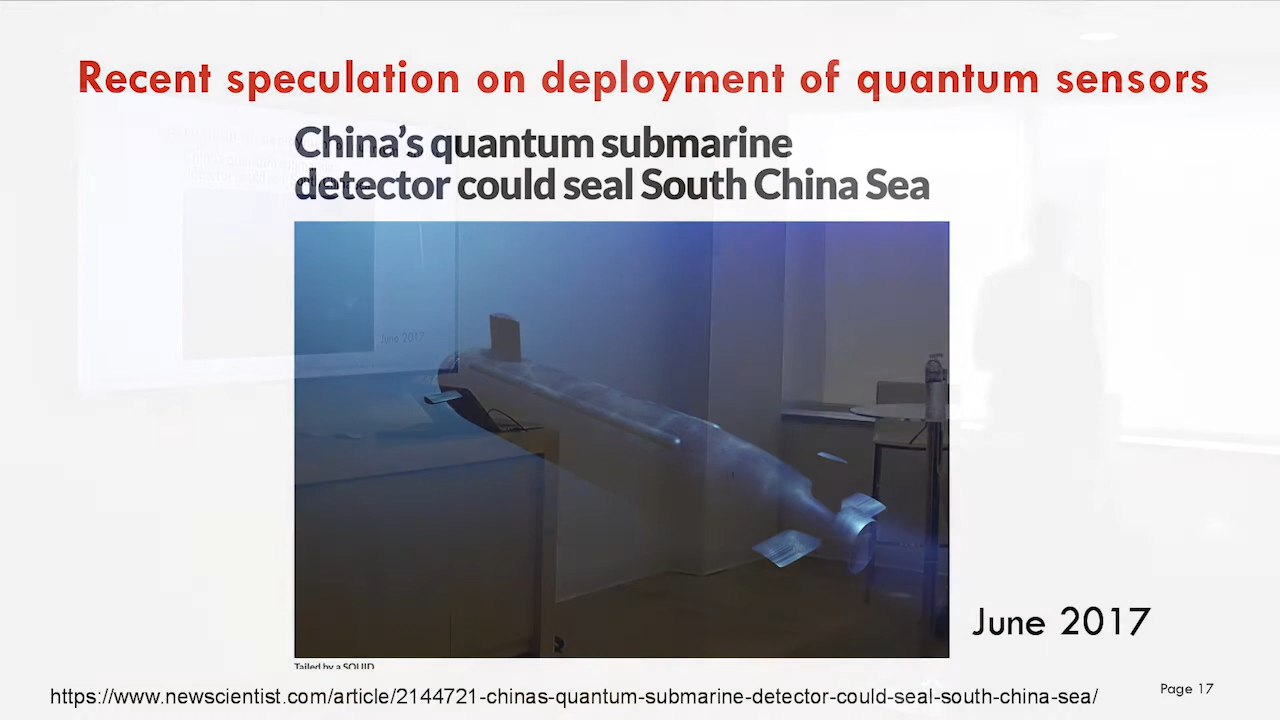 Recent speculation on deployment of quantum sensors
China's quantum submarine
detector could seal South China Sea
June 2017
June 2017
Tailed by a SQUID
https://www.newscientist.com/article/2144721-chinas-quantum-submarine-detector-could-seal-south-china-sea/
Page 17